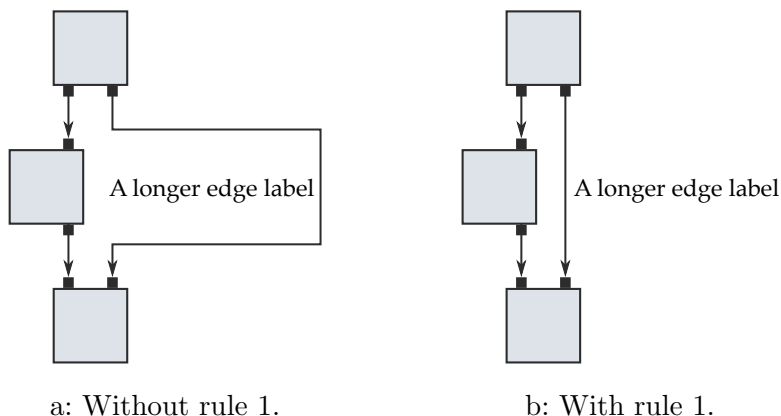 A longer edge label
A longer edge label
a: Without rule 1.
b: With rule 1.